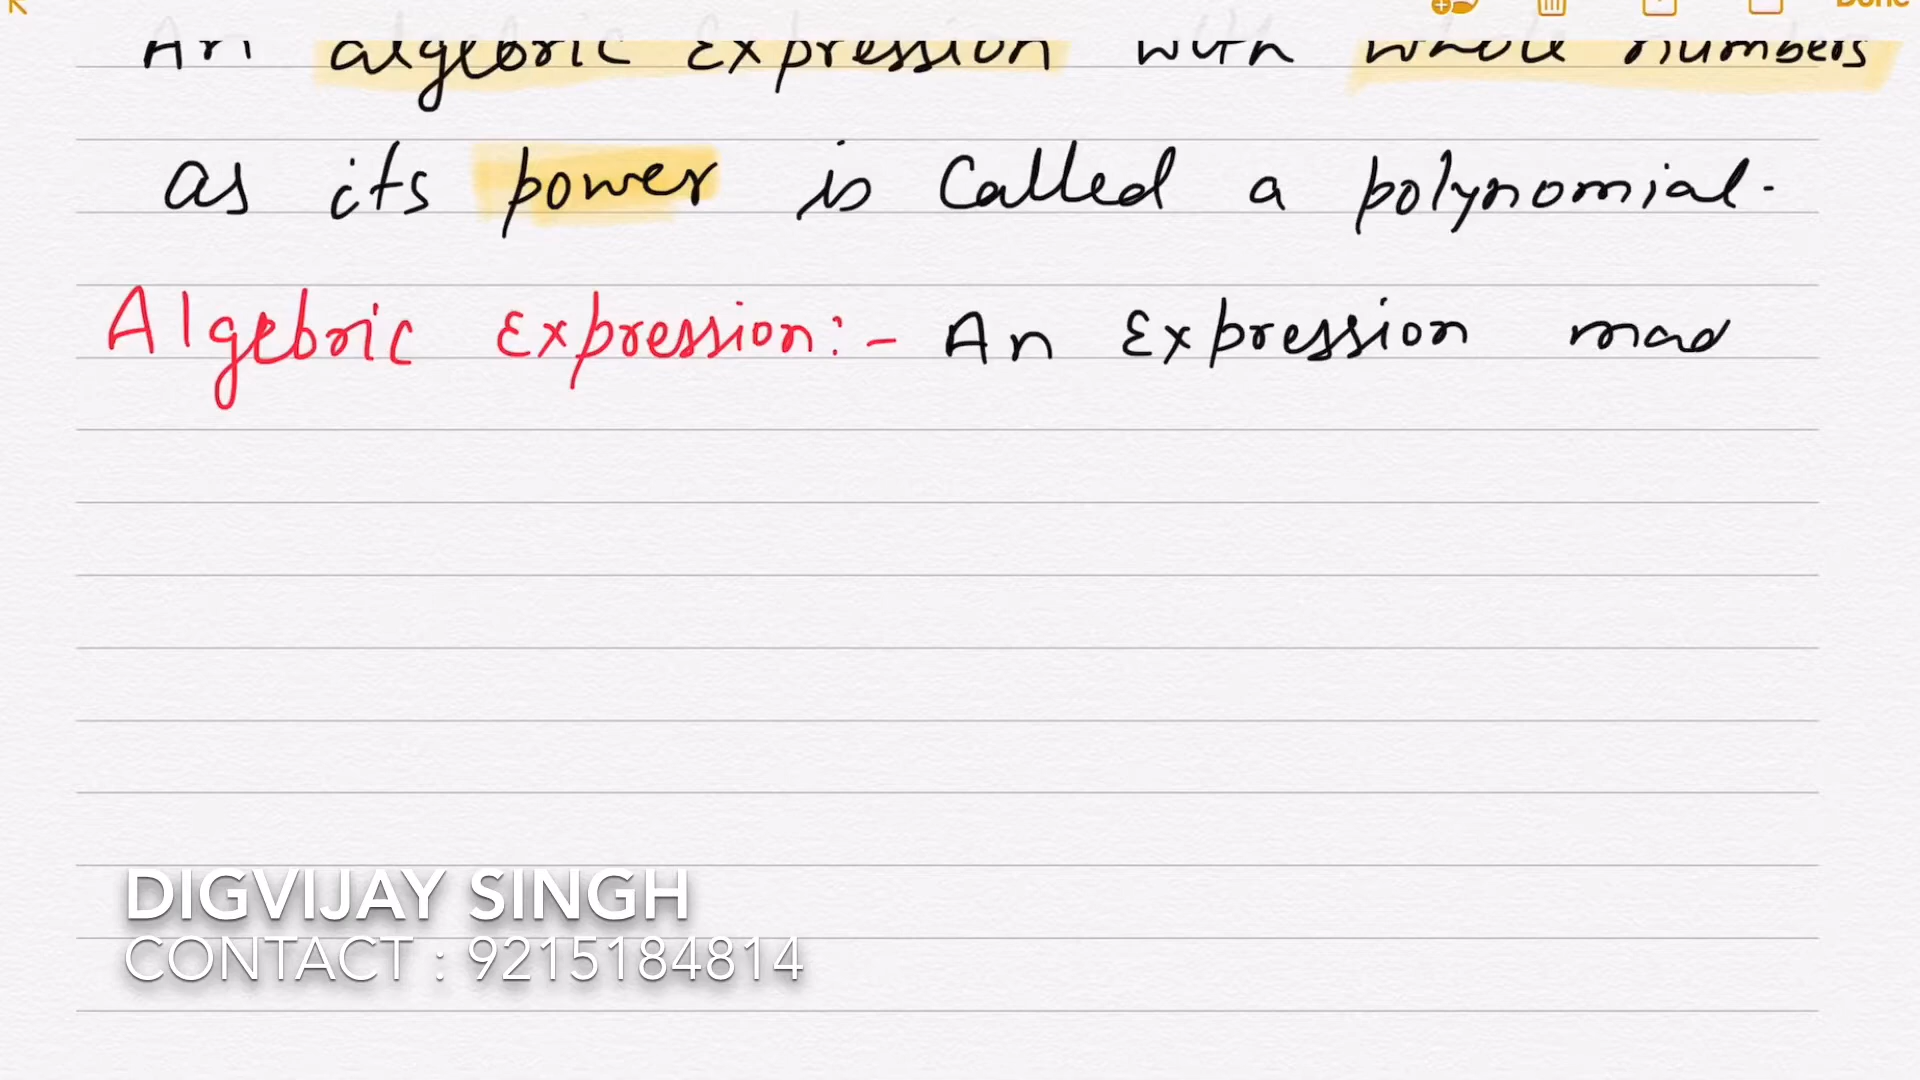 Done
An algebric Expression with whole numbers
as its power is called a polynomial.
Algebric Expression:- An Expression mad
DIGVIJAY SINGH
CONTACT : 9215184814